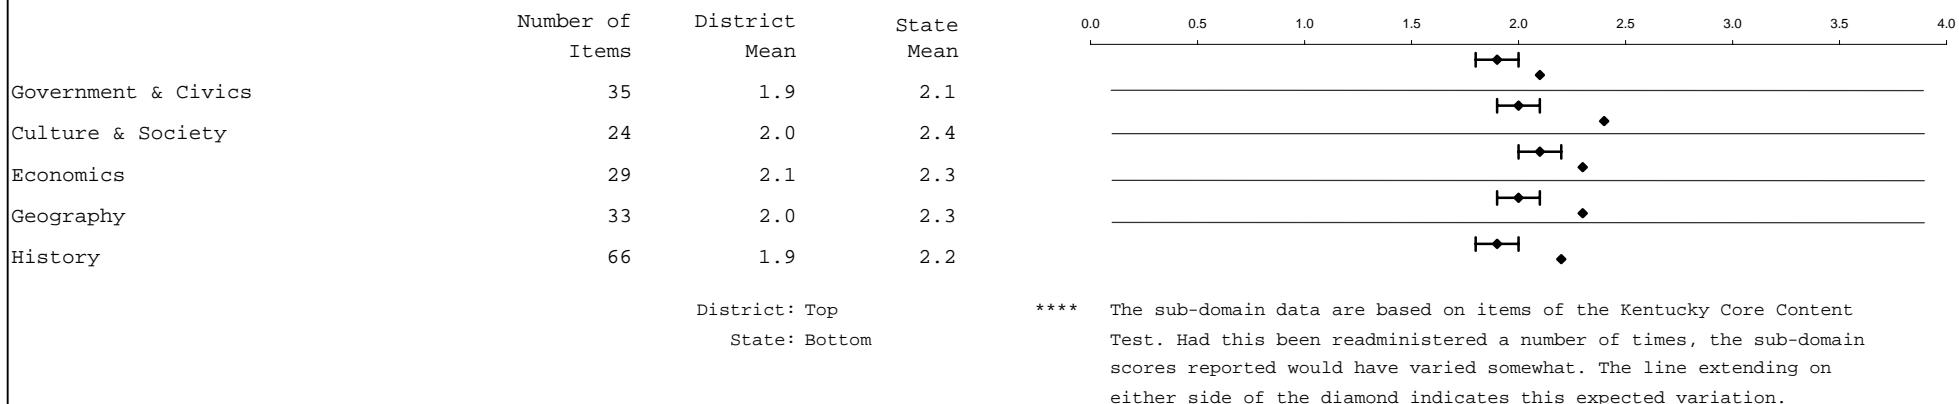 Number of District State
Items Mean Mean
0.0 0.5 1.0 1.5 2.0 2.5 3.0 3.5 4.0
Government & Civics 35 1.9 2.1
Culture & Society 24 2.0 2.4
Economics 29 2.1 2.3
Geography 33 2.0 2.3
History 66 1.9 2.2
District: Top
State: Bottom
**** The sub-domain data are based on items of the Kentucky Core Content
Test. Had this been readministered a number of times, the sub-domain
scores reported would have varied somewhat. The line extending on
either side of the diamond indicates this expected variation.